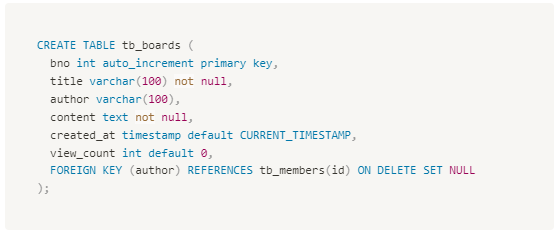 CREATE TABLE tb_boards (
  bno int auto_increment primary key,
  title varchar(100) not null,
  author varchar(100),
  content text not null,
  created_at timestamp default CURRENT_TIMESTAMP,
  view_count int default 0,
  FOREIGN KEY (author) REFERENCES tb_members(id) ON DELETE SET NULL
);